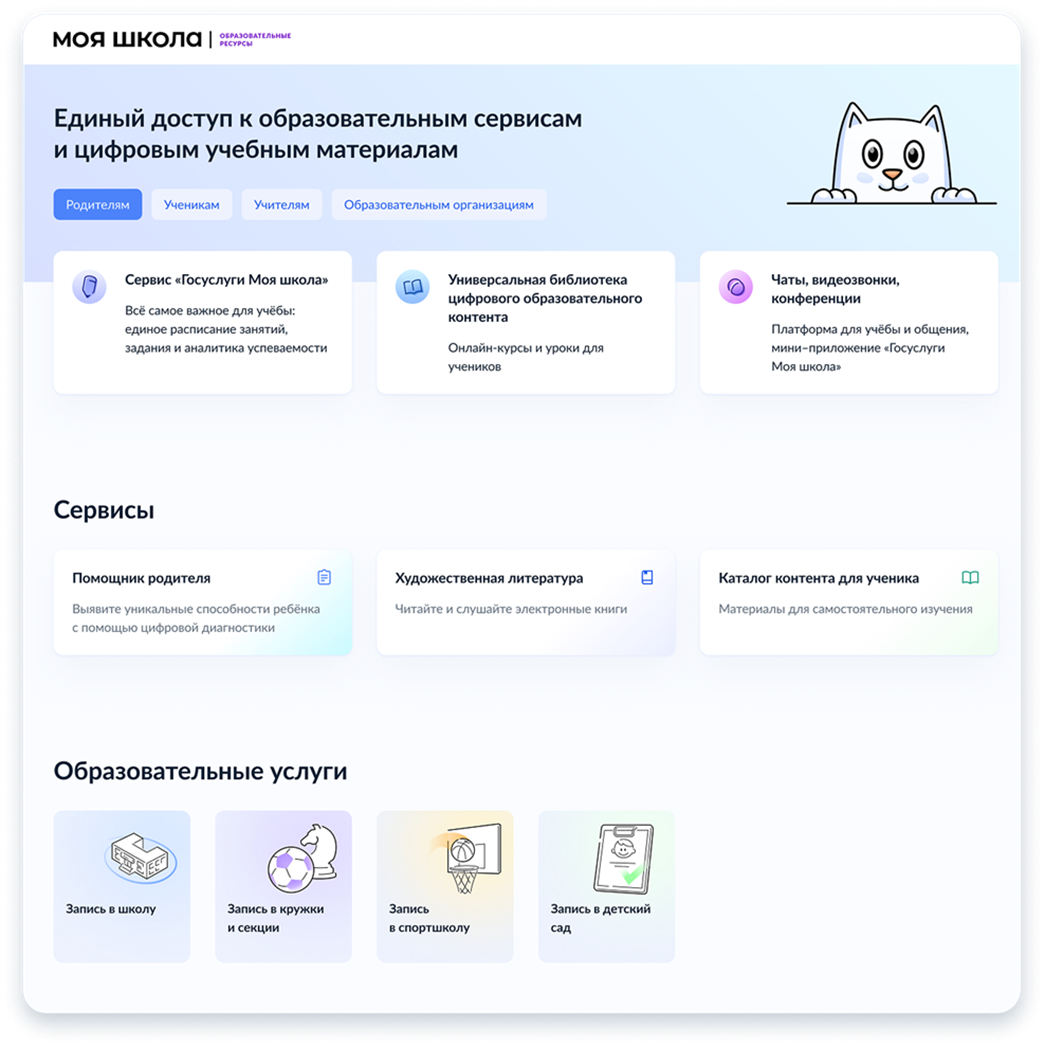 МОЯ ШКОЛА | ОБРАЗОВАТЕЛЬНЫЕ
РЕСУРСЫ
Единый доступ к образовательным сервисам
и цифровым учебным материалам
Родителям
Ученикам
Учителям
Образовательным организациям
Сервис «Госуслуги Моя школа»
Всё самое важное для учёбы:
единое расписание занятий,
задания и аналитика успеваемости
Универсальная библиотека
цифрового образовательного
контента
Онлайн-курсы и уроки для
учеников
Чаты, видеозвонки,
конференции
Платформа для учёбы и общения,
мини–приложение «Госуслуги
Моя школа»
Сервисы
Помощник родителя
Выявите уникальные способности ребёнка
с помощью цифровой диагностики
Художественная литература
Читайте и слушайте электронные книги
Каталог контента для ученика
Материалы для самостоятельного изучения
Образовательные услуги
Запись в школу
Запись в кружки
и секции
Запись
в спортшколу
Запись в детский
сад